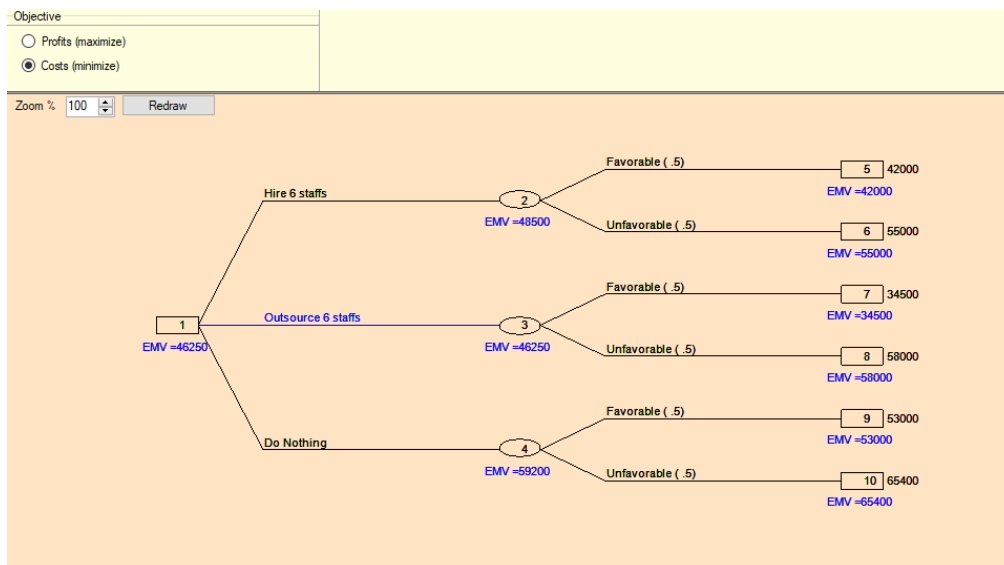 Objective
Profits (maximize)
Costs (minimize)
Zoom % 100 Redraw
Favorable ( .5)
5 42000
EMV =42000
Hire 6 staffs
2
EMV =48500
Unfavorable ( .5)
6 55000
EMV =55000
Favorable ( .5)
7 34500
EMV =34500
Outsource 6 staffs
1
EMV =46250
3
EMV =46250
Unfavorable ( .5)
8 58000
EMV =58000
Favorable ( .5)
9 53000
EMV =53000
Do Nothing
4
EMV =59200
Unfavorable ( .5)
10 65400
EMV =65400